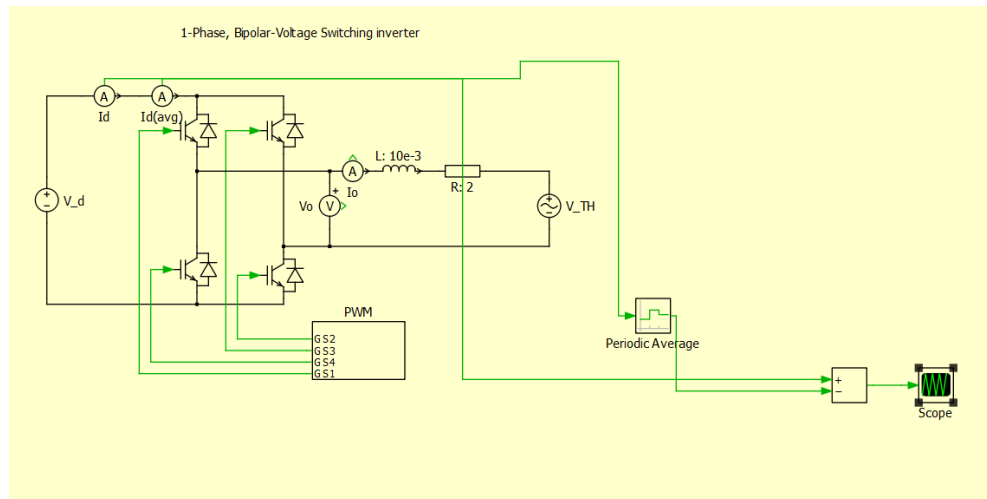 1-Phase, Bipolar-Voltage Switching inverter
A
A
Id
Id(avg)
L: 10e-3
A
Io
R: 2
V_d
Vo
V
V_TH
PWM
GS2
GS3
GS4
GS1
Periodic Average
Scope